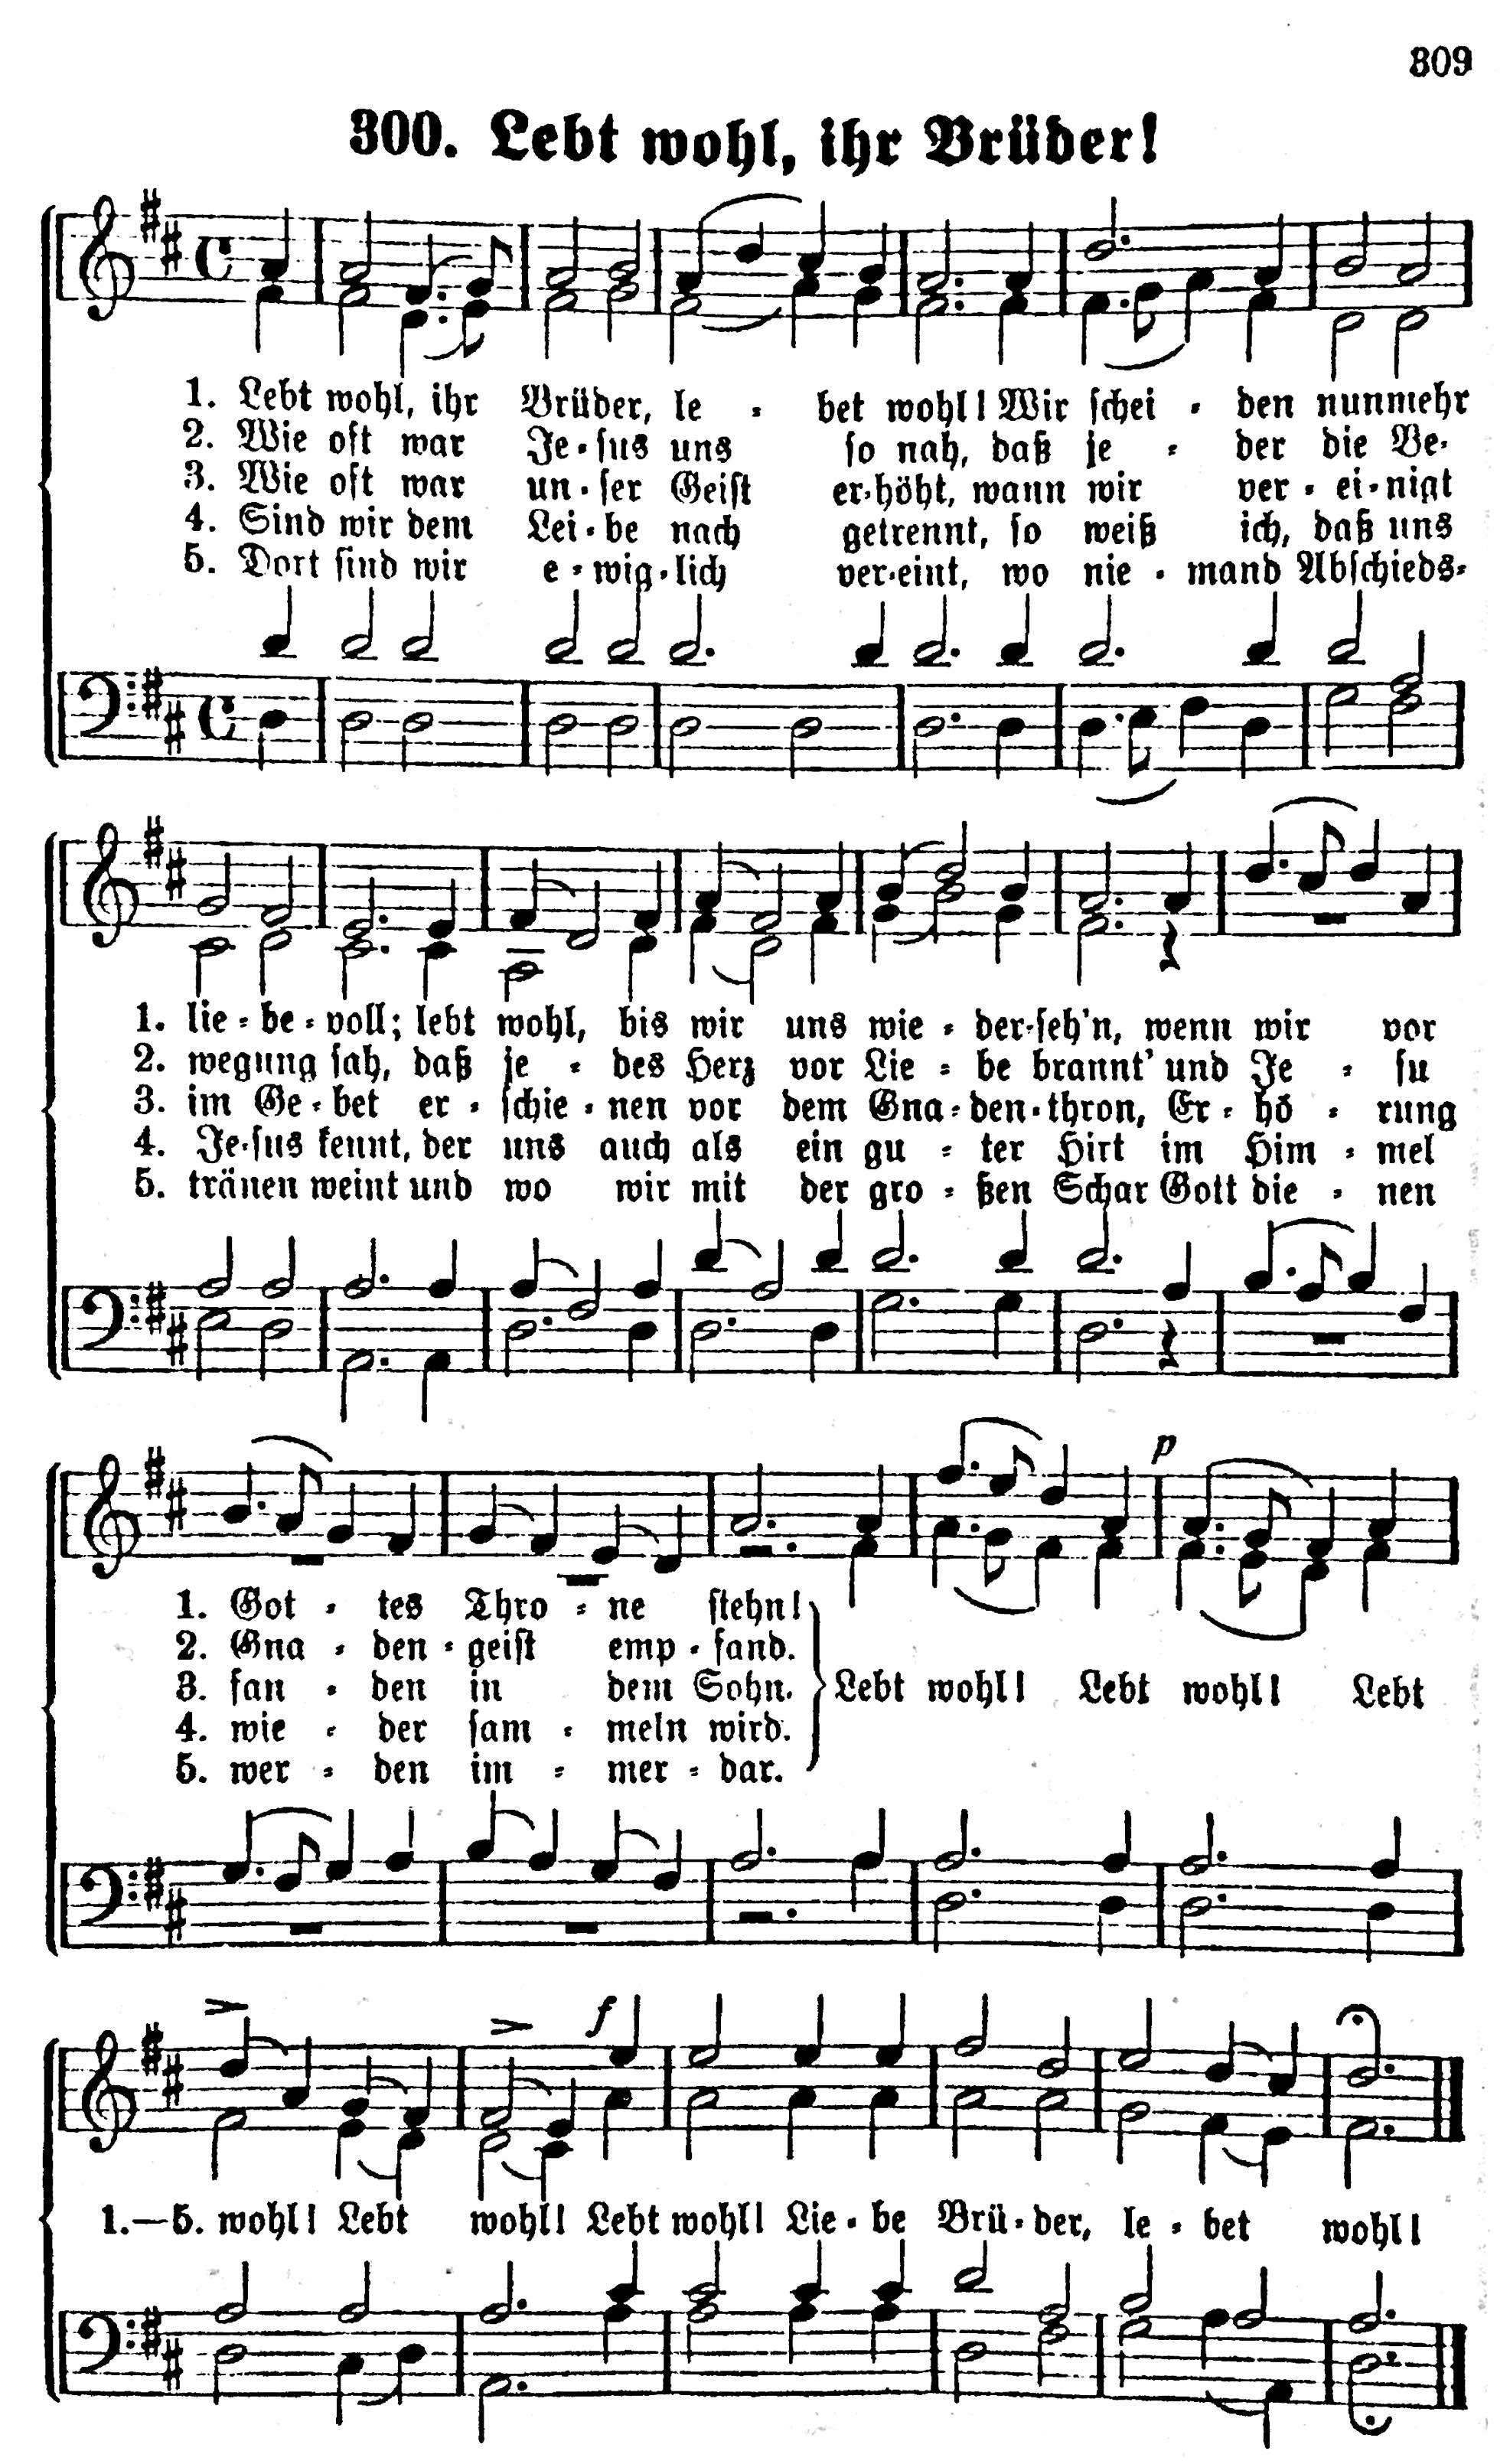 309
300. Lebt wohl, ihr Brüder!
1. Lebt wohl, ihr Brüder, le - bet wohl! Wir schei - den nunmehr
2. Wie oft war Je-sus uns so nah, daß je - der die Be-
3. Wie oft war un-ser Geist er-höht, wann wir ver-ei-nigt
4. Sind wir dem Lei-be nach getrennt, so weiß ich, daß uns
5. Dort sind wir e-wig-lich ver-eint, wo nie-mand Abschieds-
1. lie-be-voll; lebt wohl, bis wir uns wie-der-seh'n, wenn wir vor
2. wegung sah, daß je - des Herz vor Lie - be brannt' und Je - su
3. im Ge-bet er-schie-nen vor dem Gna-den-thron, Er-hö - rung
4. Je-sus kennt, der uns auch als ein gu - ter Hirt im Him - mel
5. tränen weint und wo wir mit der gro-ßen Schar Gott die - nen
p
1. Got - tes Thro - ne stehn!
2. Gna - den-geist emp-fand.
3. fan - den in dem Sohn.
4. wie - der sam - meln wird.
5. wer - den im - mer-dar.
Lebt wohl! Lebt wohl! Lebt
f
1.—5. wohl! Lebt wohl! Lebt wohl! Lie-be Brü-der, le-bet wohl!